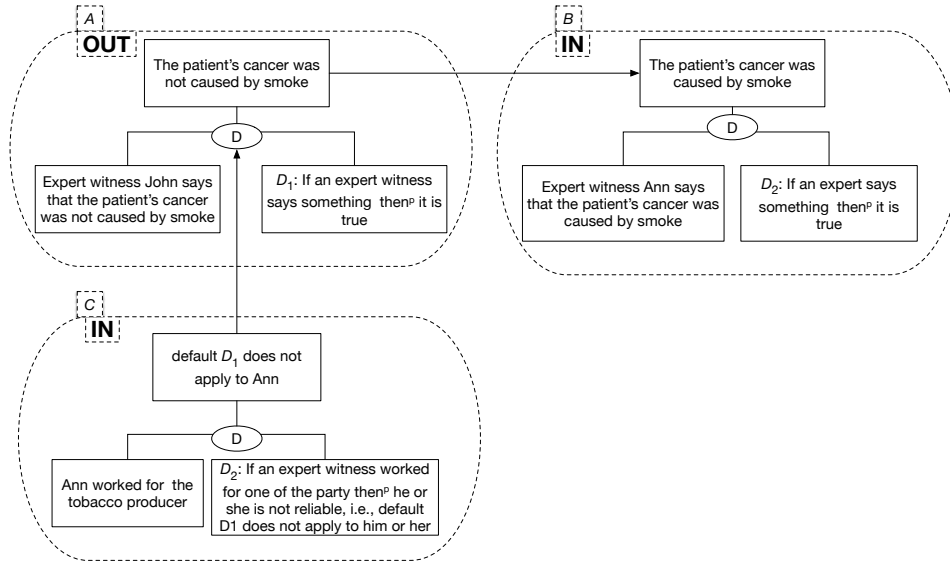 A
OUT
The patient's cancer was
not caused by smoke
D
Expert witness John says
that the patient's cancer
was not caused by smoke
D1: If an expert witness
says something thenᵖ it is
true
B
IN
The patient's cancer was
caused by smoke
D
Expert witness Ann says
that the patient's cancer was
caused by smoke
D2: If an expert says
something thenᵖ it is
true
C
IN
default D1 does not
apply to Ann
D
Ann worked for the
tobacco producer
D2: If an expert witness worked
for one of the party thenᵖ he or
she is not reliable, i.e., default
D1 does not apply to him or her